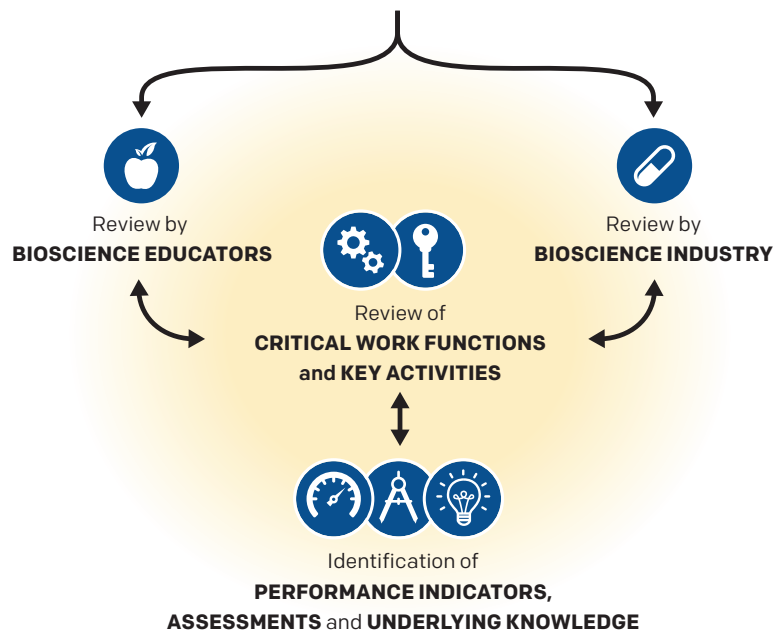 Review by
BIOSCIENCE EDUCATORS
Review by
BIOSCIENCE INDUSTRY
Review of
CRITICAL WORK FUNCTIONS
and KEY ACTIVITIES
Identification of
PERFORMANCE INDICATORS,
ASSESSMENTS and UNDERLYING KNOWLEDGE